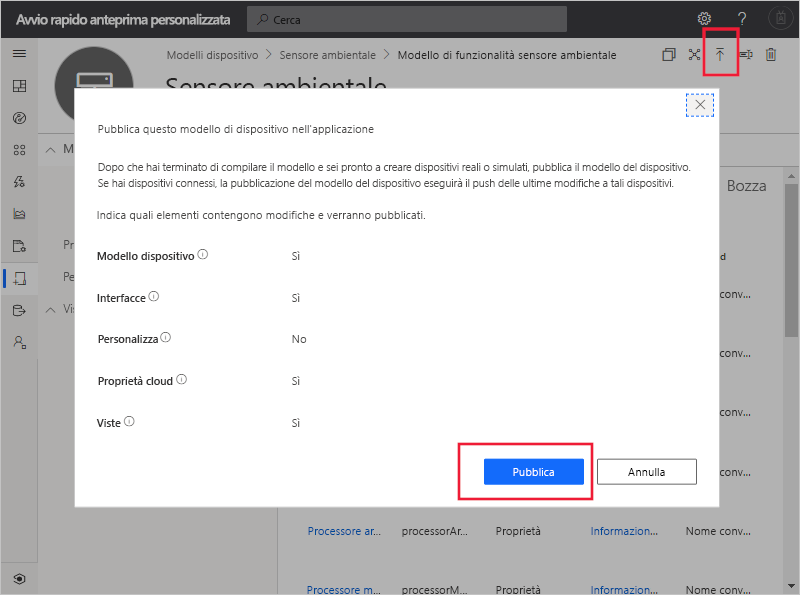 Avvio rapido anteprima personalizzata
Cerca
?
Modelli dispositivo > Sensore ambientale > Modello di funzionalità sensore ambientale
Sensore ambientale
M
Bozza
Pr
Pe
Vis
Pubblica questo modello di dispositivo nell'applicazione
Dopo che hai terminato di compilare il modello e sei pronto a creare dispositivi reali o simulati, pubblica il modello del dispositivo.
Se hai dispositivi connessi, la pubblicazione del modello del dispositivo eseguirà il push delle ultime modifiche a tali dispositivi.
Indica quali elementi contengono modifiche e verranno pubblicati.
Modello dispositivo Sì
Interfacce Sì
Personalizza No
Proprietà cloud Sì
Viste Sì
Pubblica Annulla
d
conv...
conv...
conv...
conv...
Processore ar... processorAr... Proprietà Informazion... Nome conv...
Processore m... processorM... Proprietà Informazion... Nome conv...